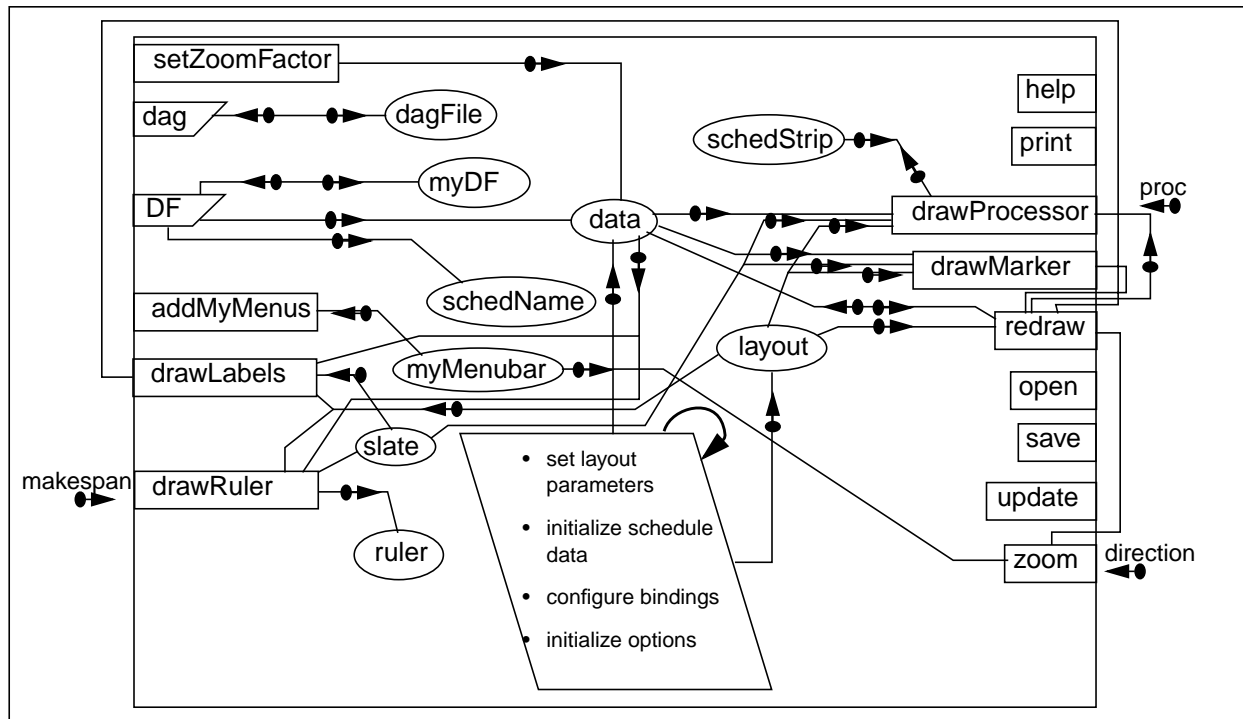 setZoomFactor
help
dag
dagFile
schedStrip
print
myDF
proc
DF
data
drawProcessor
drawMarker
schedName
addMyMenus
redraw
layout
drawLabels
myMenubar
open
slate
save
• set layout
parameters
makespan
drawRuler
update
• initialize schedule
data
ruler
zoom
direction
• configure bindings
• initialize options